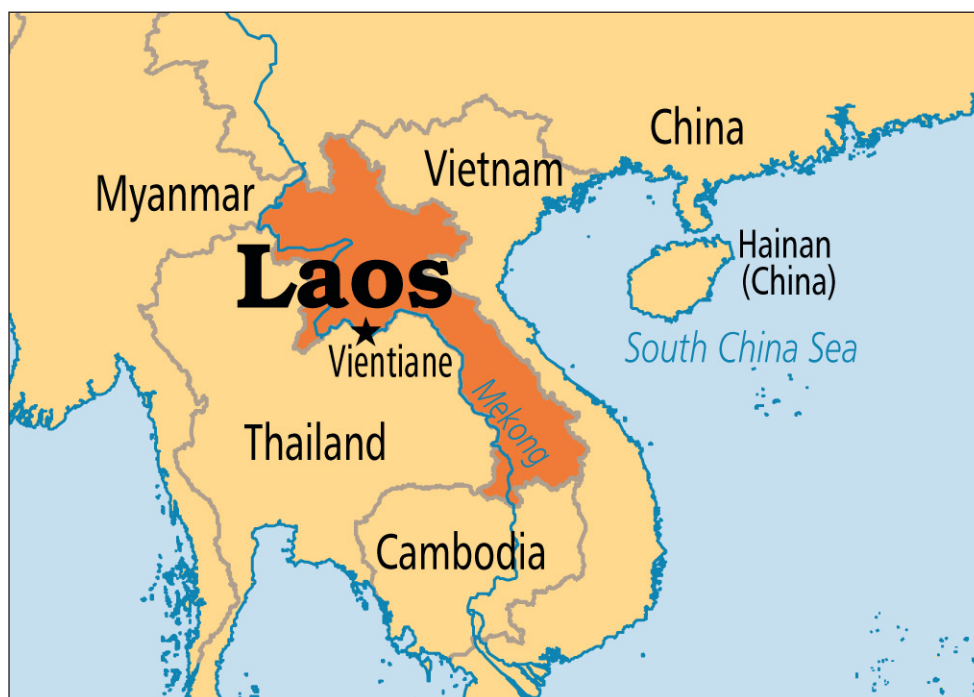 China
Vietnam
Myanmar
Hainan
(China)
Laos
South China Sea
Vientiane
Mekong
Thailand
Cambodia